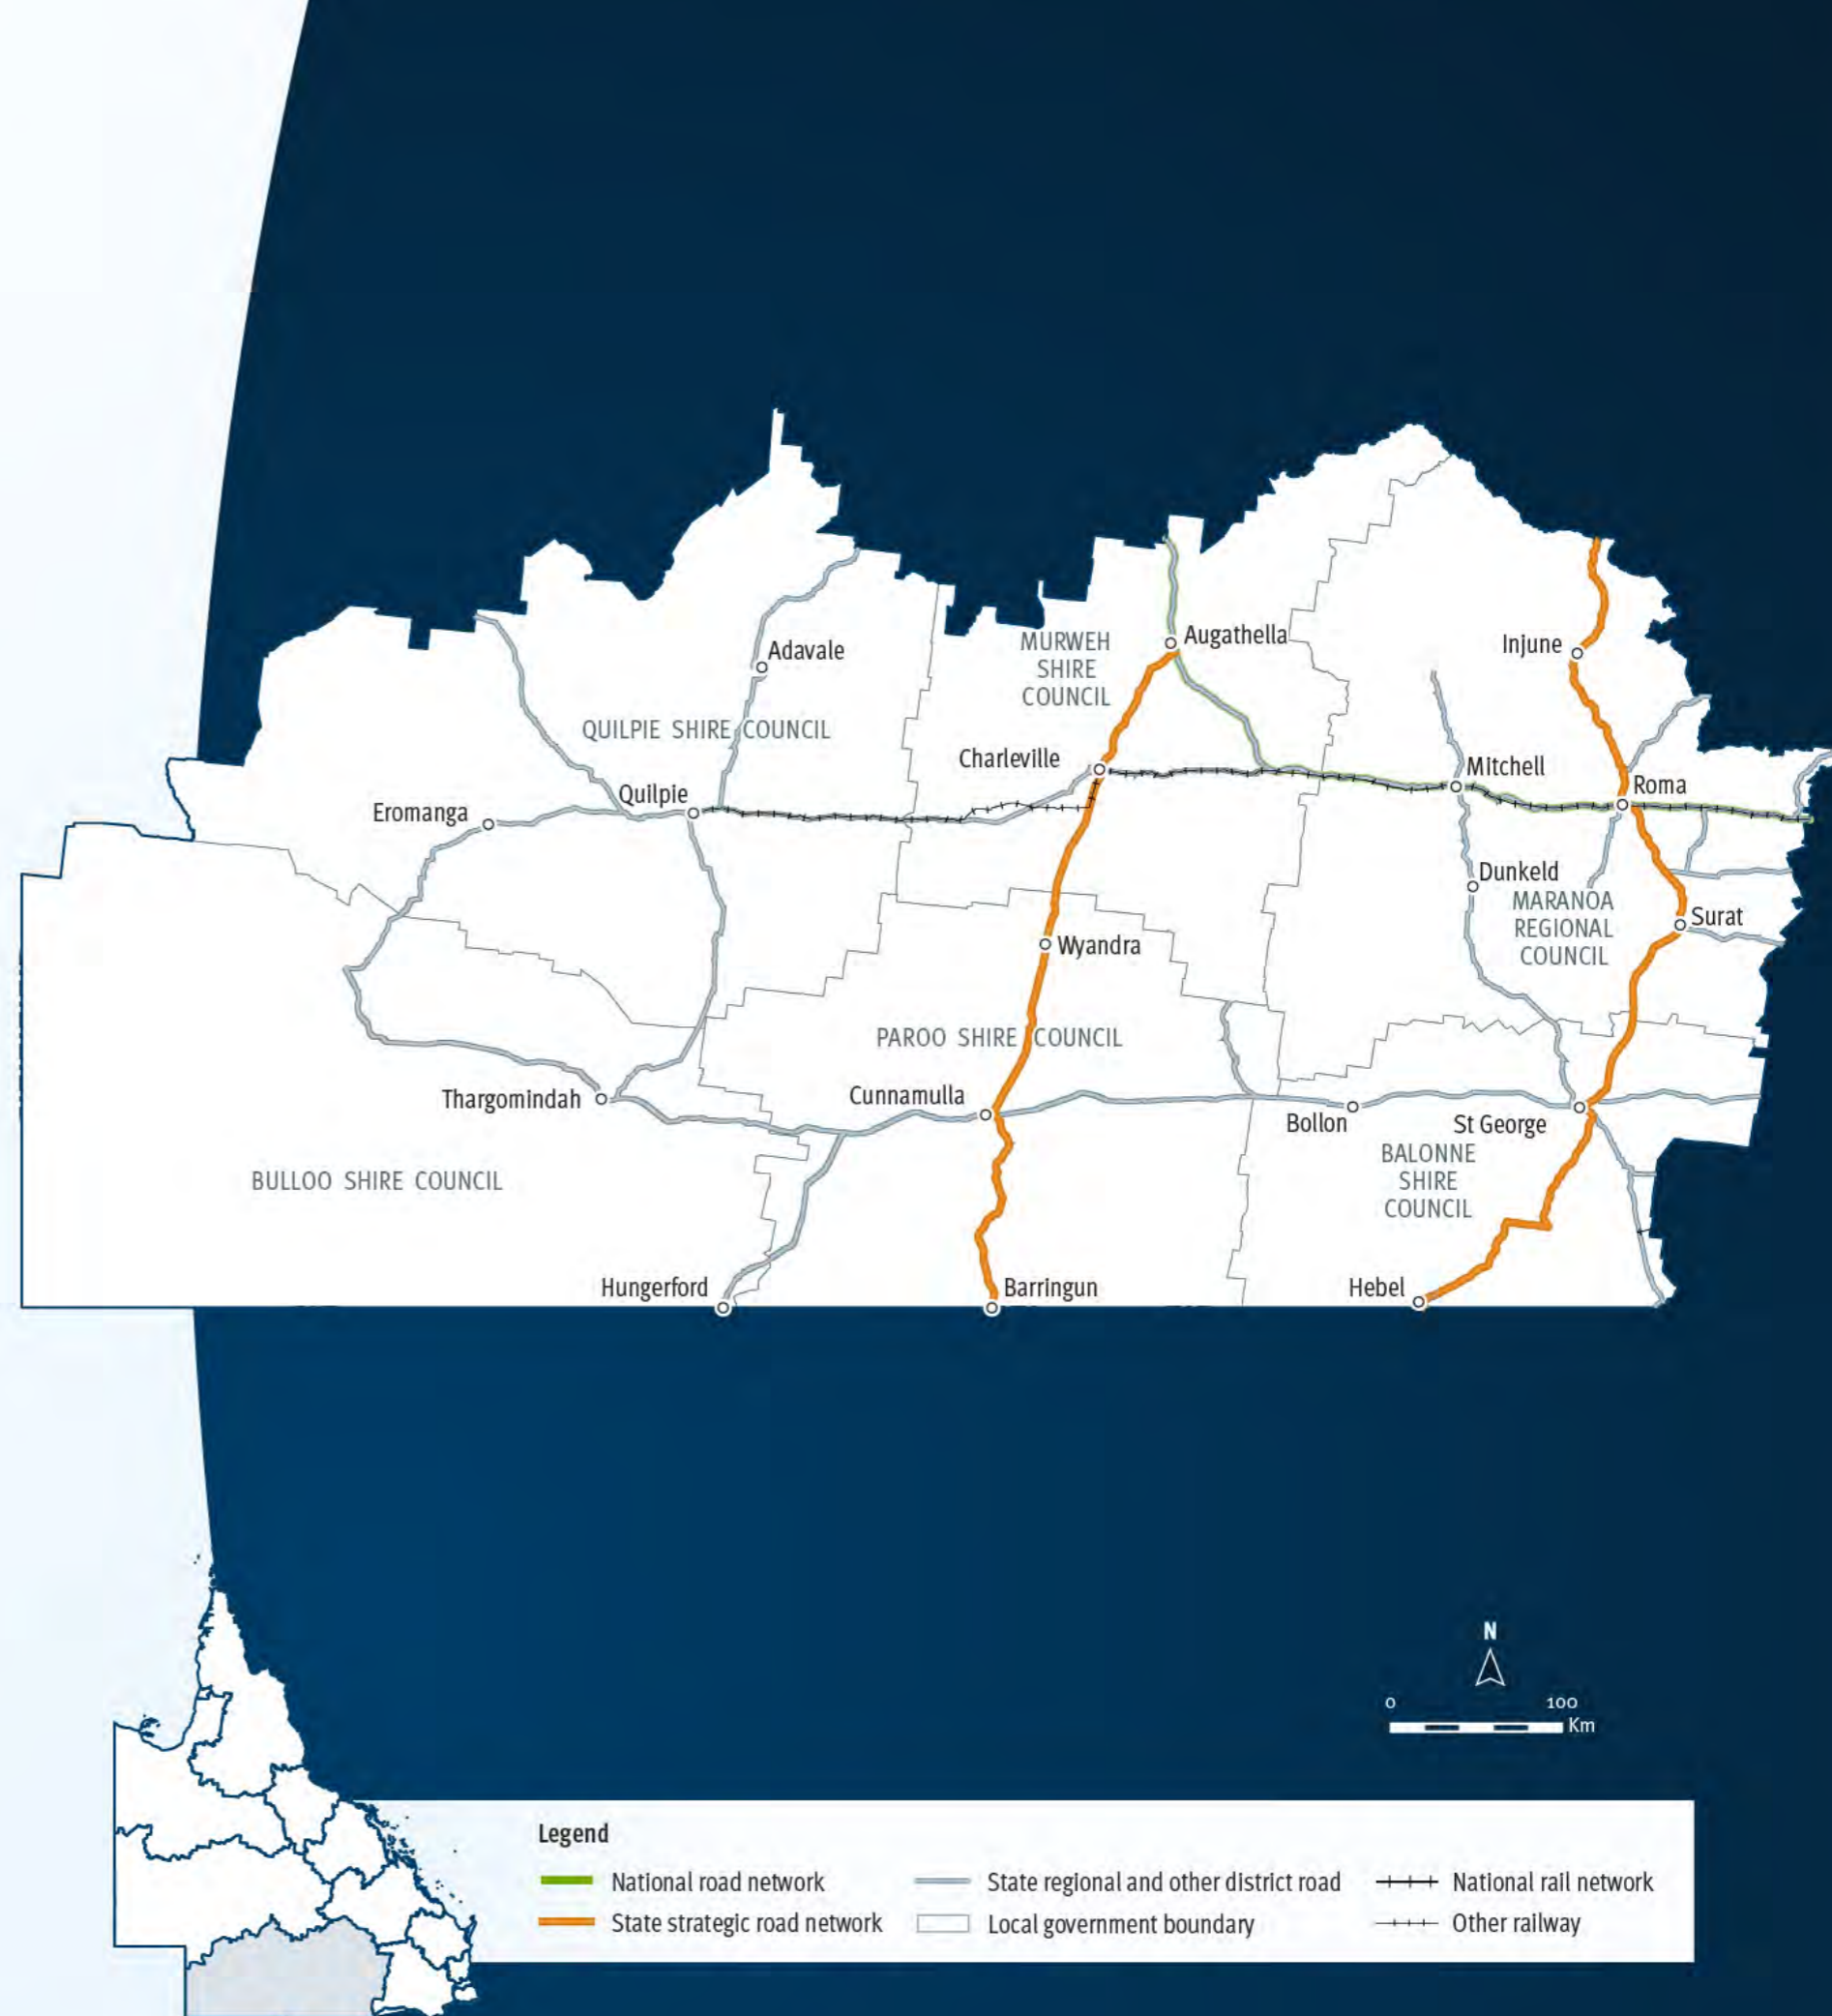 Adavale
MURWEH
SHIRE
COUNCIL
Augathella
Injune
QUILPIE SHIRE COUNCIL
Charleville
Mitchell
Roma
Quilpie
Eromanga
Dunkeld
MARANOA
REGIONAL
COUNCIL
Surat
Wyandra
PAROO SHIRE COUNCIL
Thargomindah
Cunnamulla
Bollon
St George
BALONNE
SHIRE
COUNCIL
BULLOO SHIRE COUNCIL
Hungerford
Barringun
Hebel
N
0 100
Km
Legend
National road network
State strategic road network
State regional and other district road
Local government boundary
National rail network
Other railway